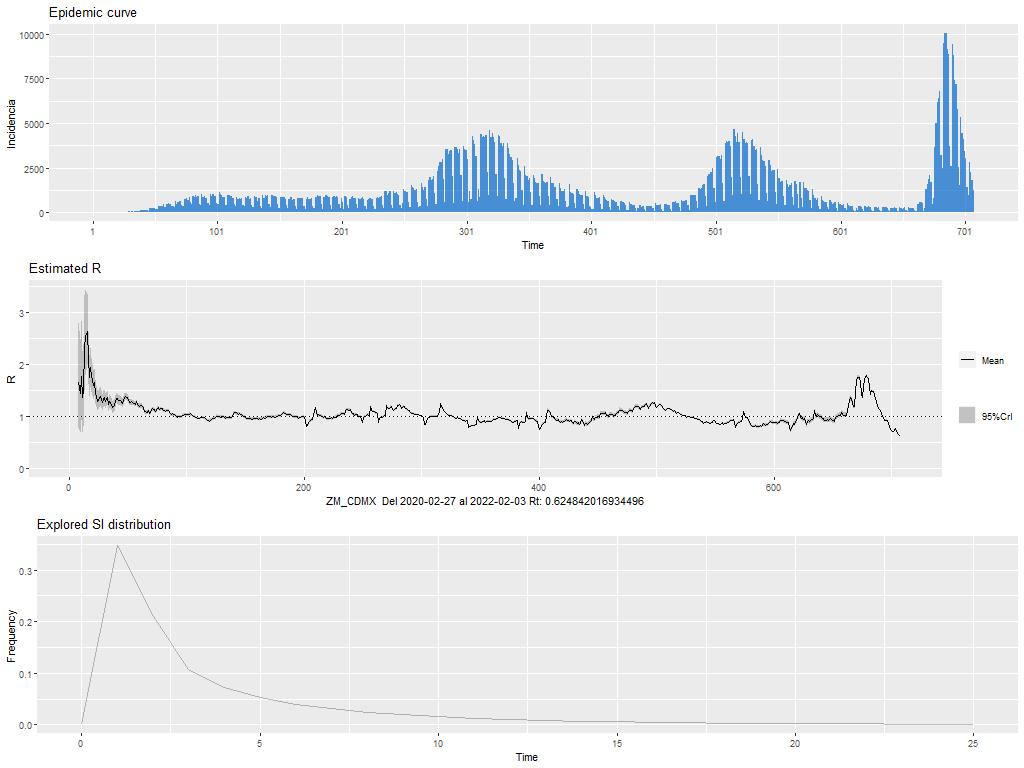 Epidemic curve
10000
7500
5000
2500
0
Incidencia
1 101 201 301 401 501 601 701
Time
Estimated R
3
2
1
0
R
Mean
95%CrI
0 200 400 600
ZM_CDMX Del 2020-02-27 al 2022-02-03 Rt: 0.624842016934496
Explored SI distribution
0.3
0.2
0.1
0.0
Frequency
0 5 10 15 20 25
Time